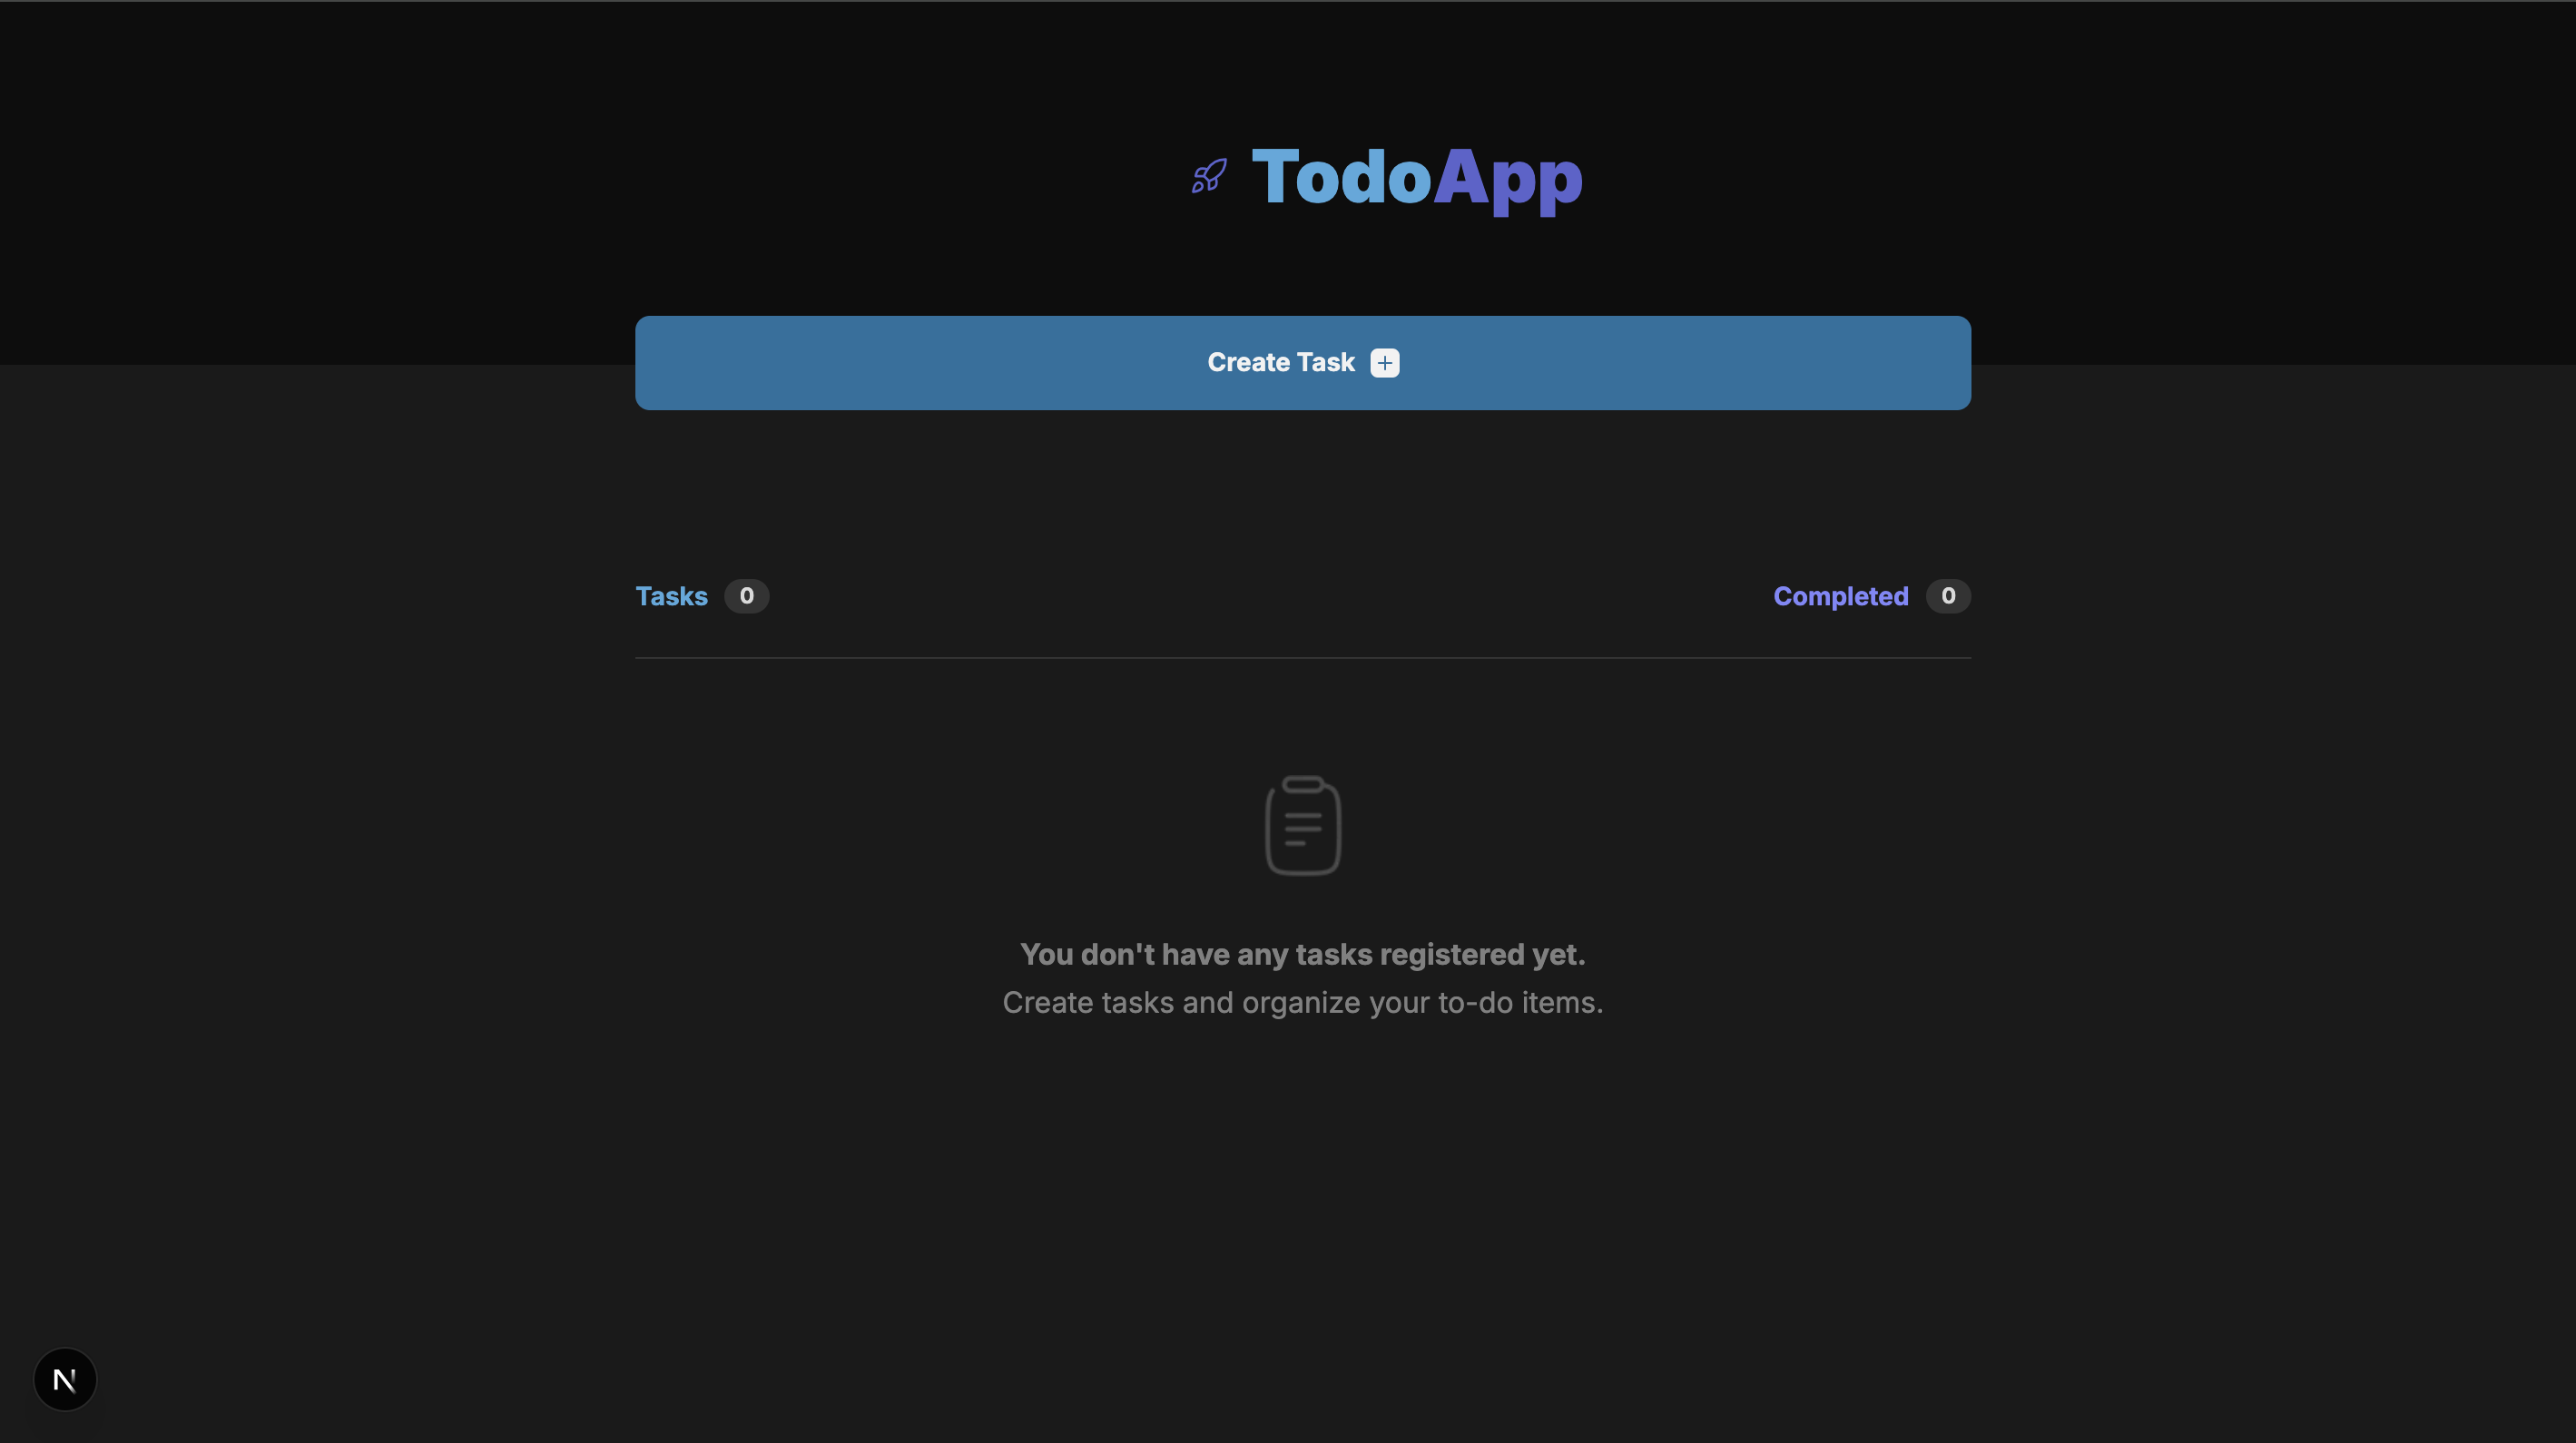 TodoApp
Create Task
Tasks 0
Completed 0
You don't have any tasks registered yet.
Create tasks and organize your to-do items.
N